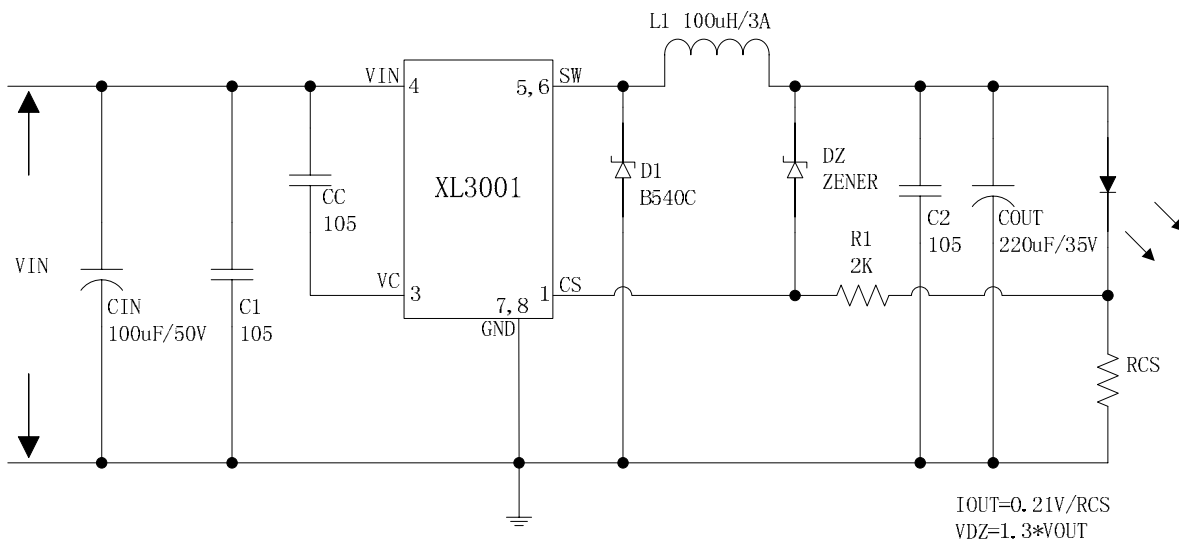 L1 100uH/3A
VIN
4
5,6
SW
XL3001
CC
105
D1
B540C
DZ
ZENER
C2
105
COUT
220uF/35V
R1
2K
VIN
VC
3
1
CS
7,8
GND
CIN
100uF/50V
C1
105
RCS
IOUT=0.21V/RCS
VDZ=1.3*VOUT